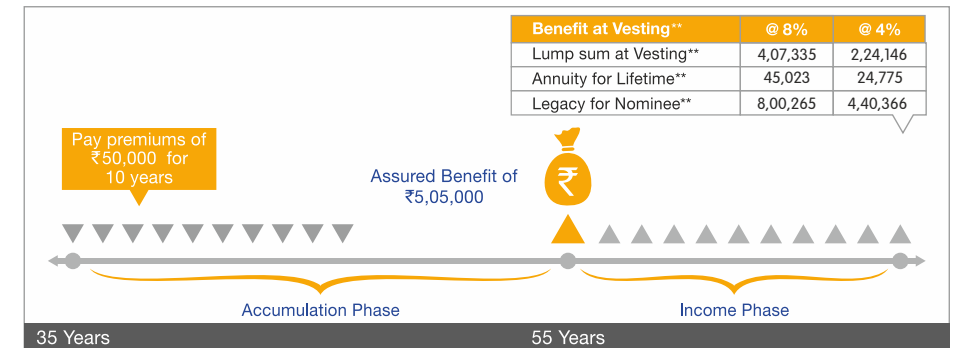 Benefit at Vesting** @ 8% @ 4%
Lump sum at Vesting** 4,07,335 2,24,146
Annuity for Lifetime** 45,023 24,775
Legacy for Nominee** 8,00,265 4,40,366
Pay premiums of
₹50,000 for
10 years
Assured Benefit of
₹5,05,000
₹
Accumulation Phase
Income Phase
35 Years
55 Years